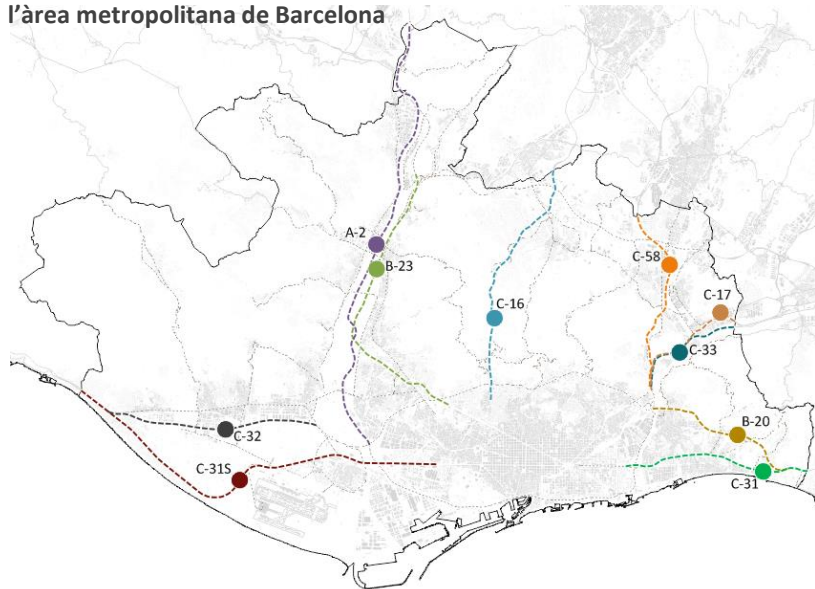 l'àrea metropolitana de Barcelona
A-2
B-23
C-58
C-16
C-17
C-33
C-32
B-20
C-31S
C-31